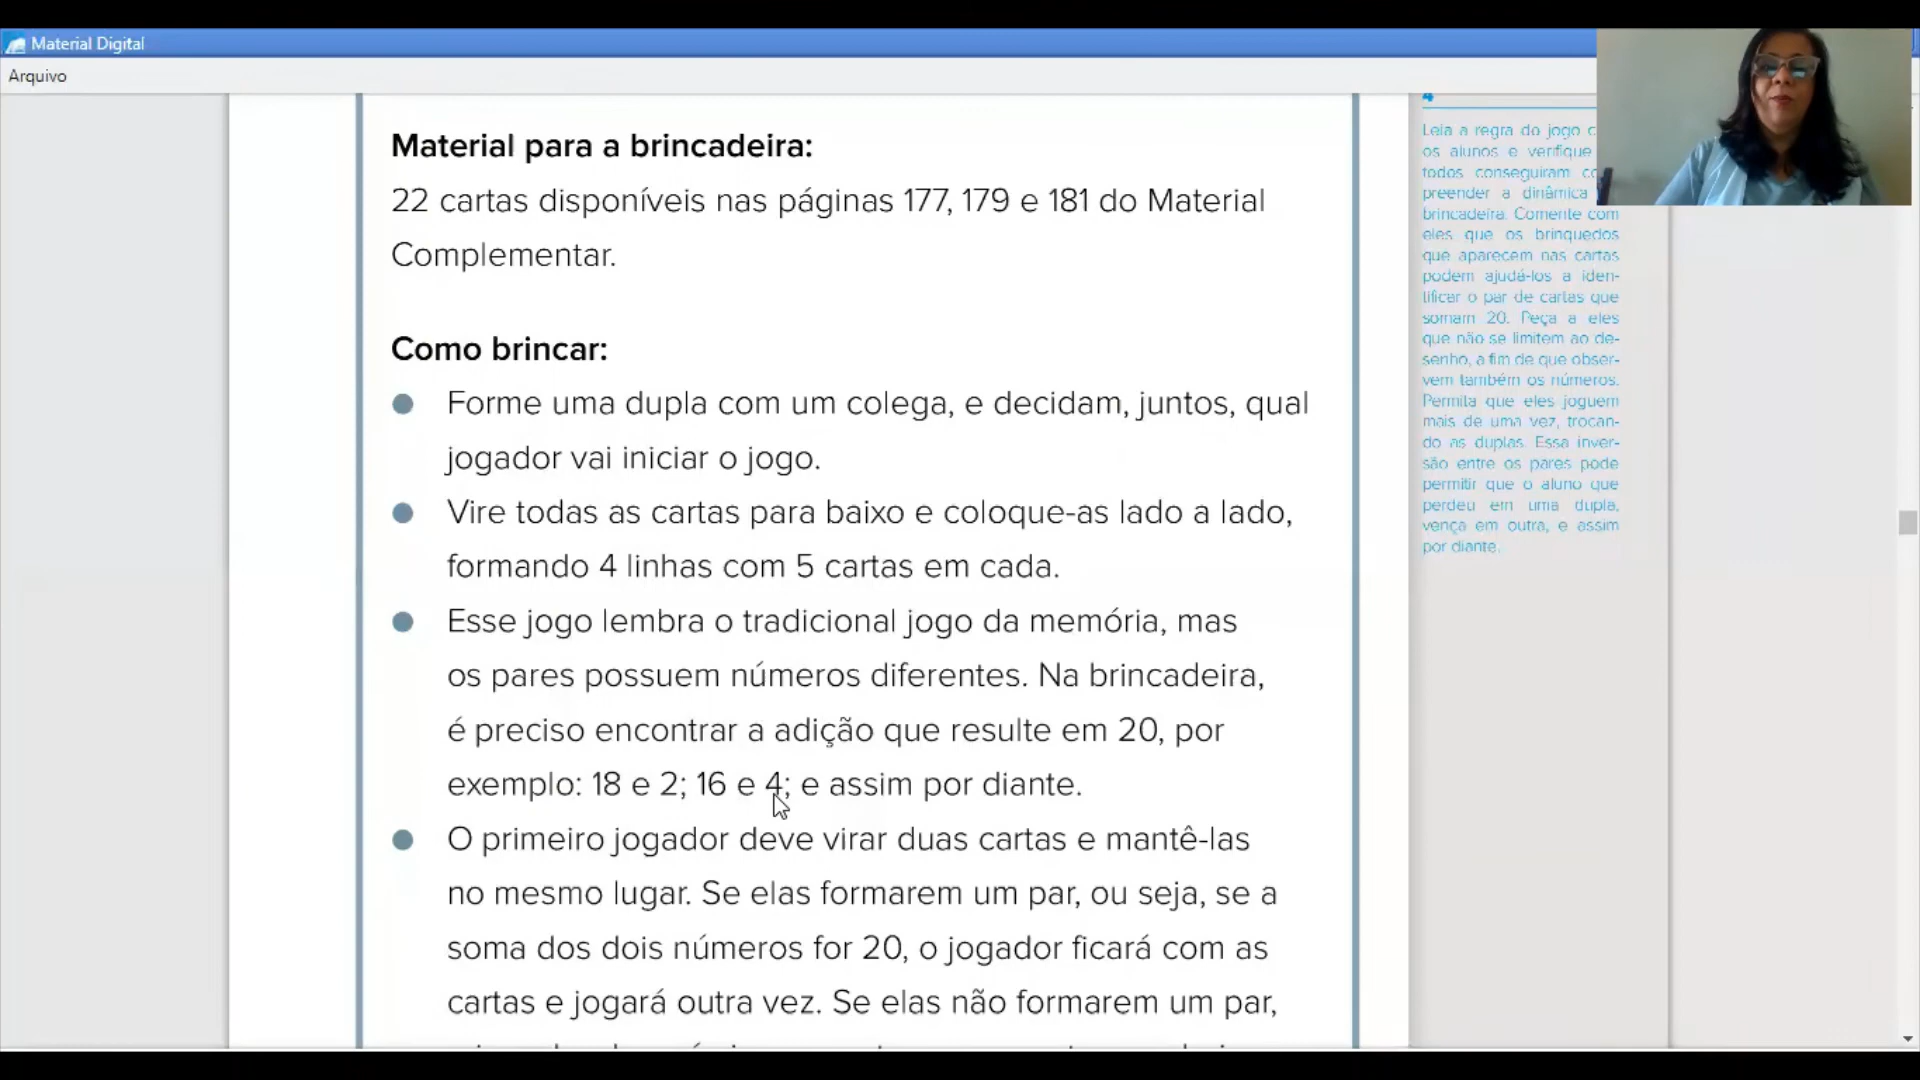 Material Digital
Arquivo
Material para a brincadeira:
22 cartas disponíveis nas páginas 177, 179 e 181 do Material
Complementar.
Como brincar:
Forme uma dupla com um colega, e decidam, juntos, qual
jogador vai iniciar o jogo.
Vire todas as cartas para baixo e coloque-as lado a lado,
formando 4 linhas com 5 cartas em cada.
Esse jogo lembra o tradicional jogo da memória, mas
os pares possuem números diferentes. Na brincadeira,
é preciso encontrar a adição que resulte em 20, por
exemplo: 18 e 2; 16 e 4; e assim por diante.
O primeiro jogador deve virar duas cartas e mantê-las
no mesmo lugar. Se elas formarem um par, ou seja, se a
soma dos dois números for 20, o jogador ficará com as
cartas e jogará outra vez. Se elas não formarem um par,
4
Leia a regra do jogo
os alunos e verifique
todos conseguiram
preender a dinâmica
brincadeira. Comente com
eles que os brinquedos
que aparecem nas cartas
podem ajudá-los a iden-
tificar o par de cartas que
somam 20. Peça a eles
que não se limitem ao de-
senho, a fim de que obser-
vem também os números.
Permita que eles joguem
mais de uma vez, trocan-
do as duplas. Essa inver-
são entre os pares pode
permitir que o aluno que
perdeu em uma dupla,
vença em outra, e assim
por diante.